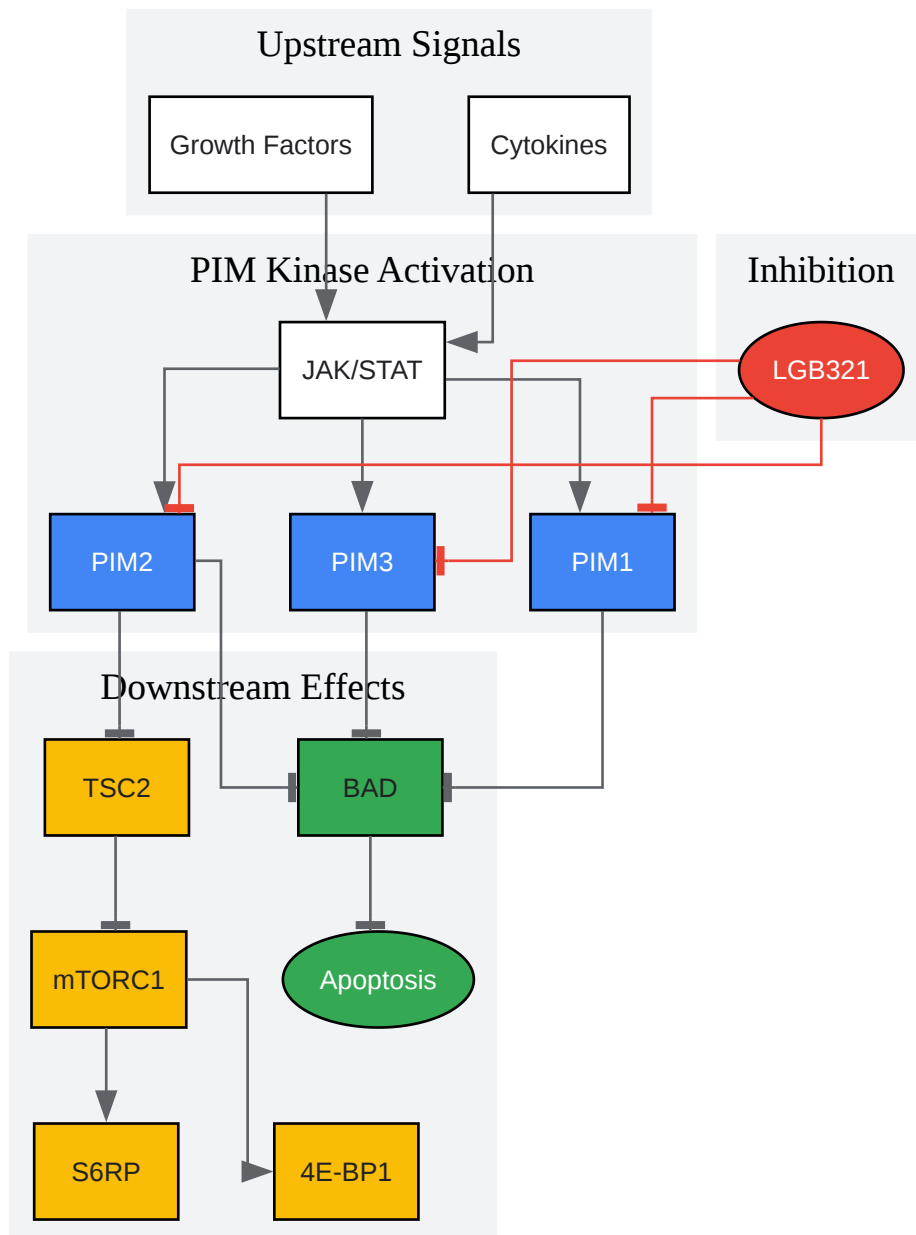 Upstream Signals
Growth Factors
Cytokines
PIM Kinase Activation
Inhibition
JAK/STAT
LGB321
PIM2
PIM3
PIM1
Downstream Effects
TSC2
BAD
mTORC1
Apoptosis
S6RP
4E-BP1